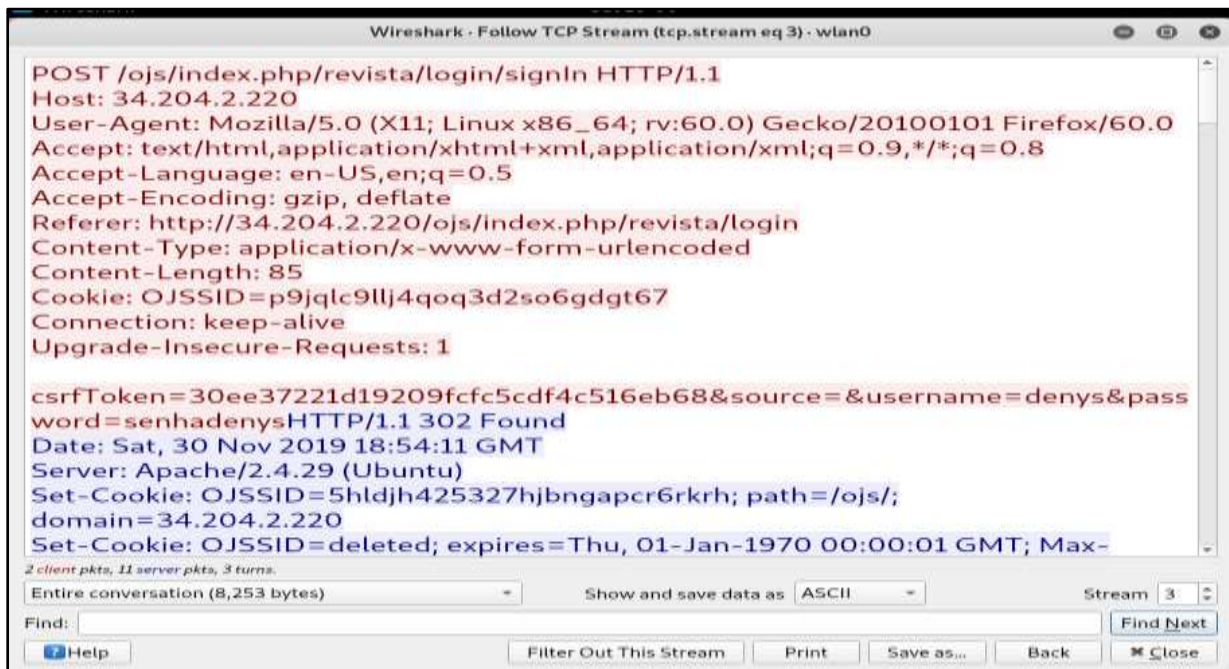 Wireshark · Follow TCP Stream (tcp.stream eq 3) · wlan0
POST /ojs/index.php/revista/login/signIn HTTP/1.1
Host: 34.204.2.220
User-Agent: Mozilla/5.0 (X11; Linux x86_64; rv:60.0) Gecko/20100101 Firefox/60.0
Accept: text/html,application/xhtml+xml,application/xml;q=0.9,*/*;q=0.8
Accept-Language: en-US,en;q=0.5
Accept-Encoding: gzip, deflate
Referer: http://34.204.2.220/ojs/index.php/revista/login
Content-Type: application/x-www-form-urlencoded
Content-Length: 85
Cookie: OJSSID=p9jqlc9llj4qoq3d2so6gdgt67
Connection: keep-alive
Upgrade-Insecure-Requests: 1
csrfToken=30ee37221d19209fcfc5cdf4c516eb68&source=&username=denys&pass
word=senhadenysHTTP/1.1 302 Found
Date: Sat, 30 Nov 2019 18:54:11 GMT
Server: Apache/2.4.29 (Ubuntu)
Set-Cookie: OJSSID=5hldjh425327hjbngapcr6rkrh; path=/ojs/;
domain=34.204.2.220
Set-Cookie: OJSSID=deleted; expires=Thu, 01-Jan-1970 00:00:01 GMT; Max-
2 client pkts, 11 server pkts, 3 turns.
Entire conversation (8,253 bytes) Show and save data as ASCII Stream 3
Find: Find Next
Help Filter Out This Stream Print Save as... Back Close